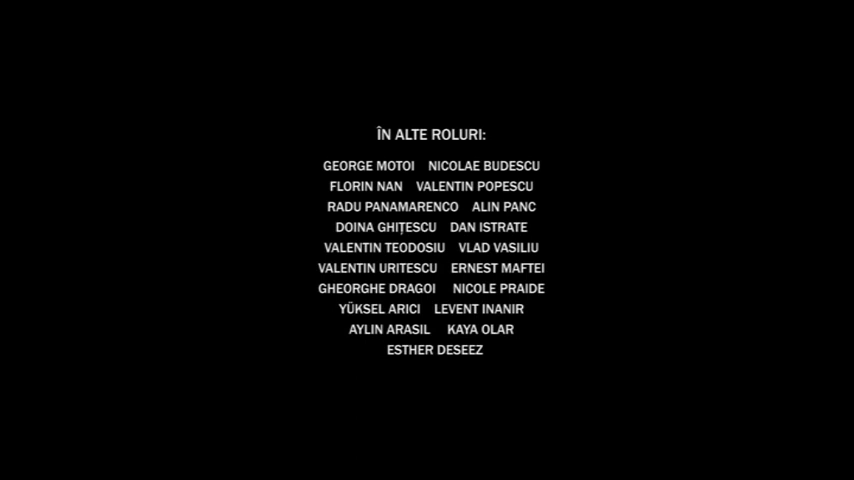 ÎN ALTE ROLURI:
GEORGE MOTOI NICOLAE BUDESCU
FLORIN NAN VALENTIN POPESCU
RADU PANAMARENCO ALIN PANC
DOINA GHIȚESCU DAN ISTRATE
VALENTIN TEODOSIU VLAD VASILIU
VALENTIN URITESCU ERNEST MAFTEI
GHEORGHE DRAGOI NICOLE PRAIDE
YÜKSEL ARICI LEVENT INANIR
AYLIN ARASIL KAYA OLAR
ESTHER DESEEZ